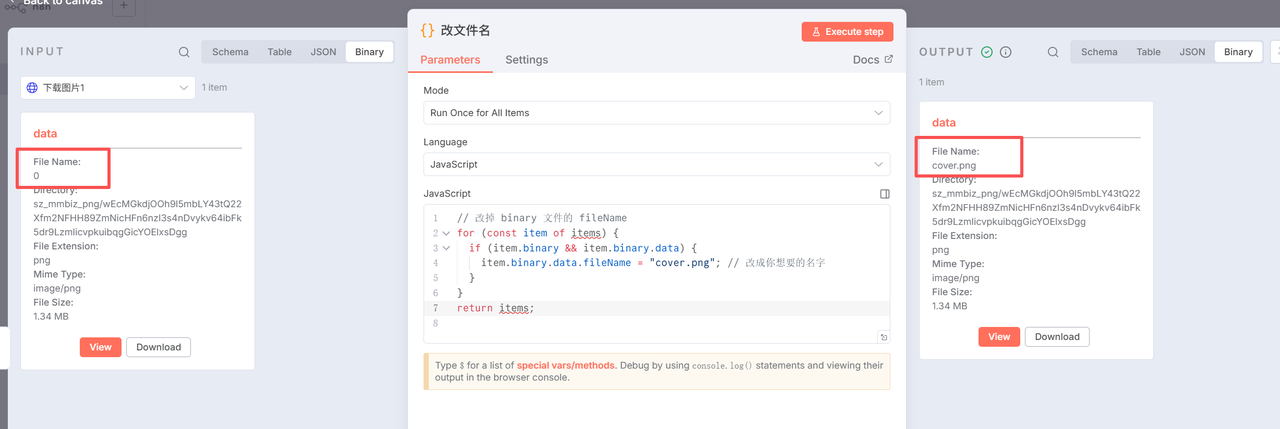 Back to canvas
n8n
+
INPUT
Schema
Table
JSON
Binary
下载图片1
1 item
data
File Name:
0
Directory:
sz_mmbiz_png/wEcMGkdjOOh9I5mbLY43tQ22
Xfm2NFHH89ZmNicHFn6nzI3s4nDvykv64ibFk
5dr9LzmlicvpkuibqgGicYOElxsDgg
File Extension:
png
Mime Type:
image/png
File Size:
1.34 MB
View
Download
{} 改文件名
Execute step
Parameters
Settings
Docs
Mode
Run Once for All Items
Language
JavaScript
JavaScript
1 // 改掉 binary 文件的 fileName
2 for (const item of items) {
3 if (item.binary && item.binary.data) {
4 item.binary.data.fileName = "cover.png"; // 改成你想要的名字
5 }
6 }
7 return items;
8
Type $ for a list of special vars/methods. Debug by using console.log() statements and viewing their
output in the browser console.
OUTPUT
Schema
Table
JSON
Binary
1 item
data
File Name:
cover.png
Directory:
sz_mmbiz_png/wEcMGkdjOOh9I5mbLY43tQ22
Xfm2NFHH89ZmNicHFn6nzI3s4nDvykv64ibFk
5dr9LzmlicvpkuibqgGicYOElxsDgg
File Extension:
png
Mime Type:
image/png
File Size:
1.34 MB
View
Download